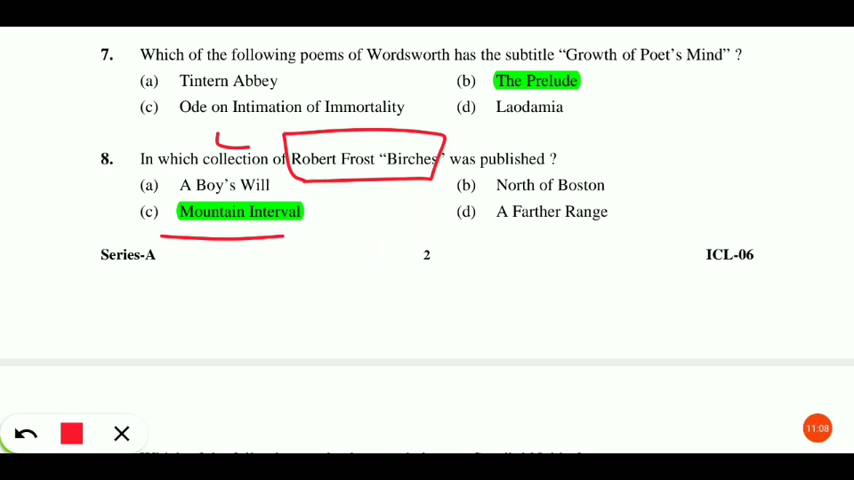 7. Which of the following poems of Wordsworth has the subtitle “Growth of Poet’s Mind” ?
(a) Tintern Abbey (b) The Prelude
(c) Ode on Intimation of Immortality (d) Laodamia
8. In which collection of Robert Frost “Birches” was published ?
(a) A Boy’s Will (b) North of Boston
(c) Mountain Interval (d) A Farther Range
Series-A 2 ICL-06
11:08